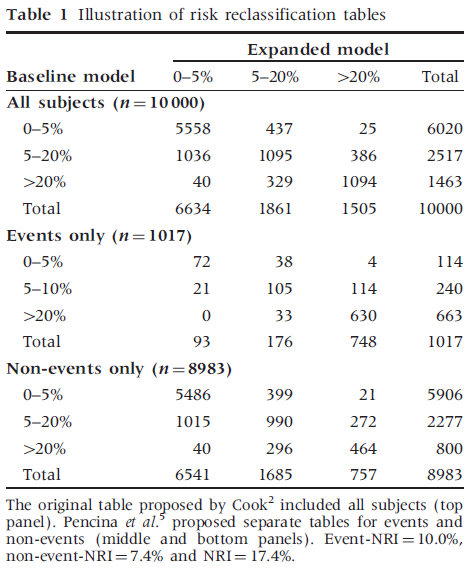 Table 1 Illustration of risk reclassification tables
Expanded model
Baseline model 0–5% 5–20% >20% Total
All subjects (n=10 000)
0–5% 5558 437 25 6020
5–20% 1036 1095 386 2517
>20% 40 329 1094 1463
Total 6634 1861 1505 10000
Events only (n=1017)
0–5% 72 38 4 114
5–10% 21 105 114 240
>20% 0 33 630 663
Total 93 176 748 1017
Non-events only (n=8983)
0–5% 5486 399 21 5906
5–20% 1015 990 272 2277
>20% 40 296 464 800
Total 6541 1685 757 8983
The original table proposed by Cook2 included all subjects (top
panel). Pencina et al.5 proposed separate tables for events and
non-events (middle and bottom panels). Event-NRI=10.0%,
non-event-NRI=7.4% and NRI=17.4%.